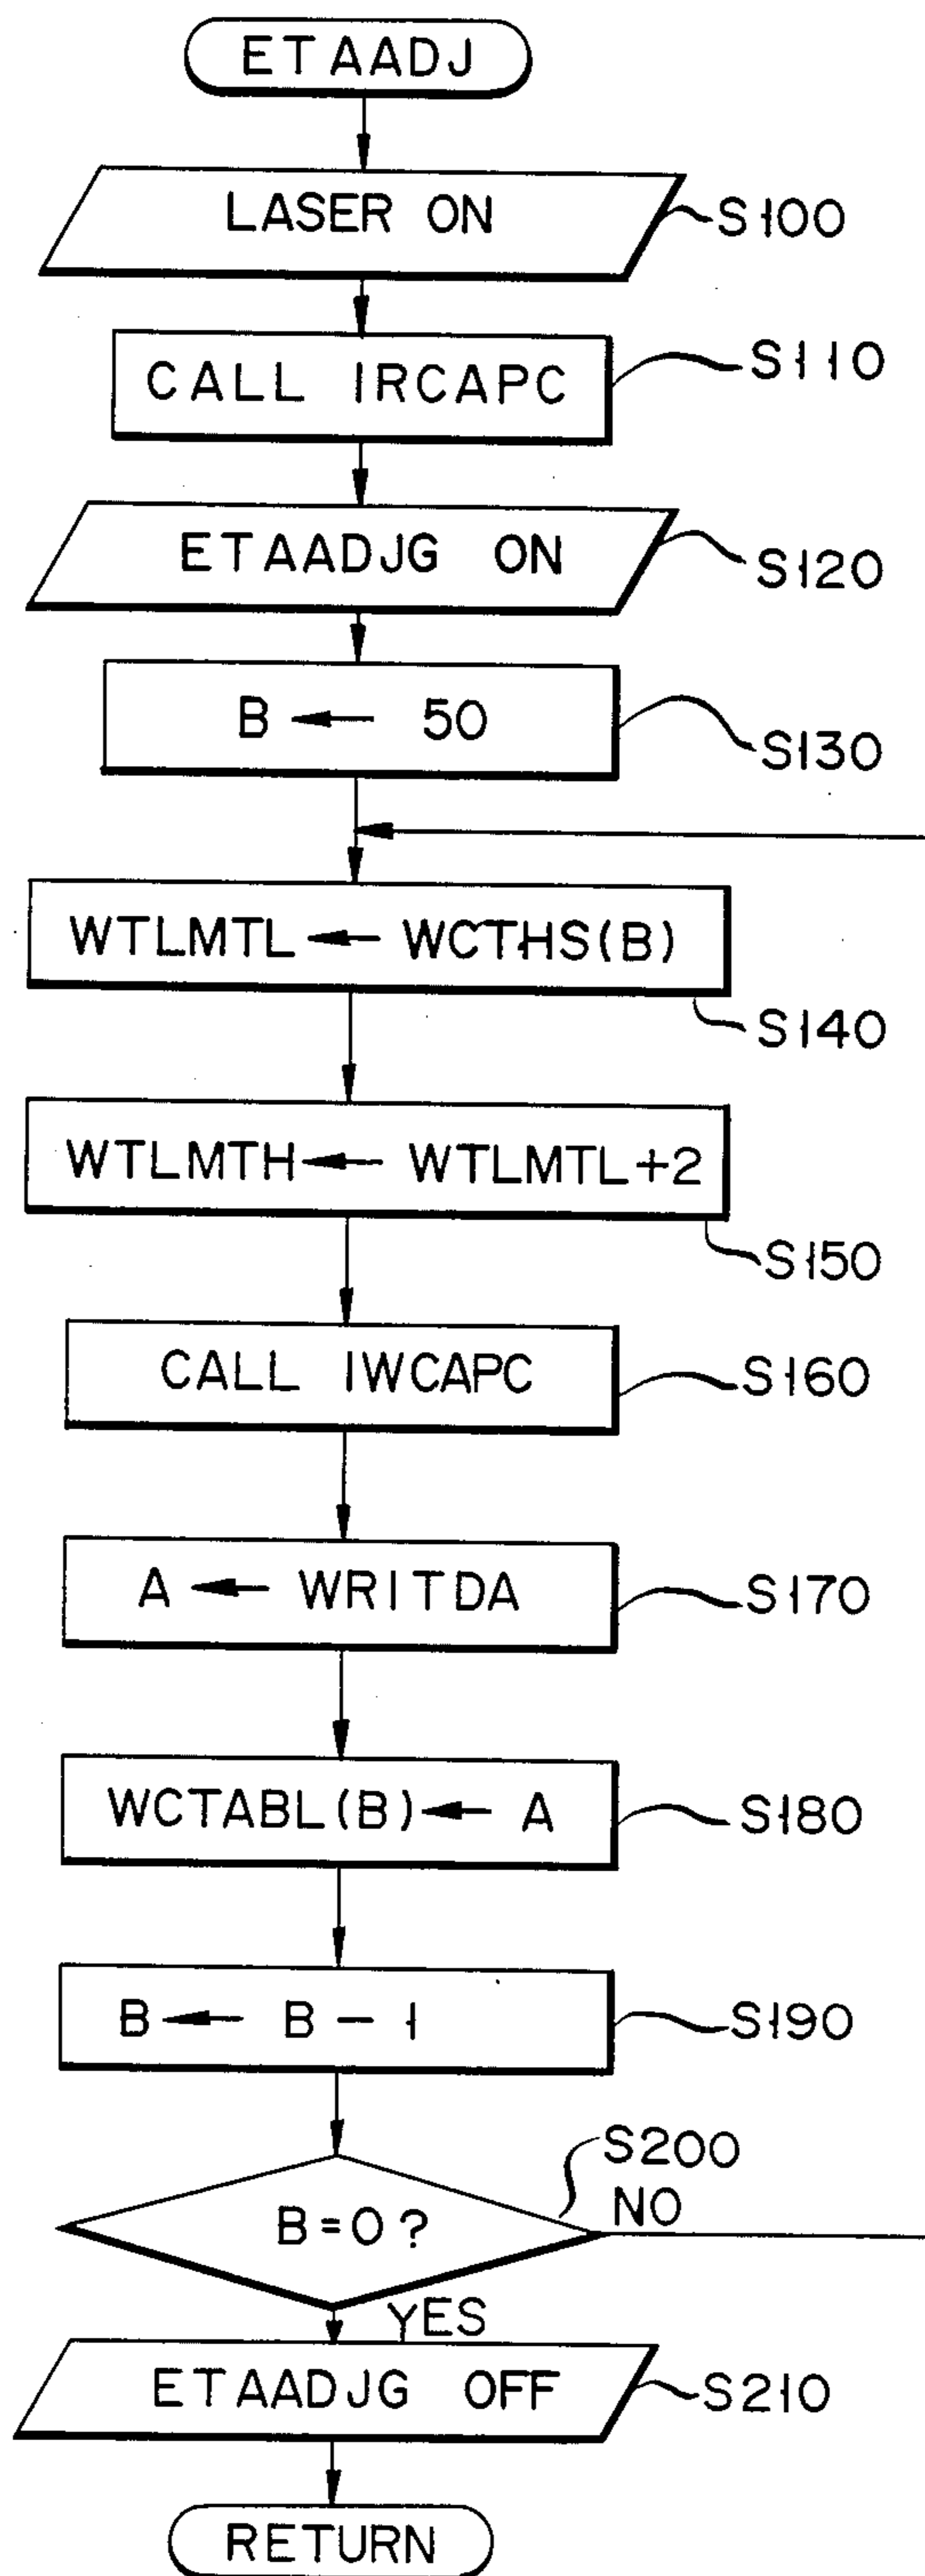 ETAADJ
LASER ON
S100
CALL IRCAPC
S110
ETAADJG ON
S120
B ← 50
S130
WTLMTL ← WCTHS(B)
S140
WTLMTH ← WTLMTL+2
S150
CALL IWCAPC
S160
A ← WRITDA
S170
WCTABL(B) ← A
S180
B ← B - 1
S190
S200
B=0?
NO
YES
ETAADJG OFF
S210
RETURN